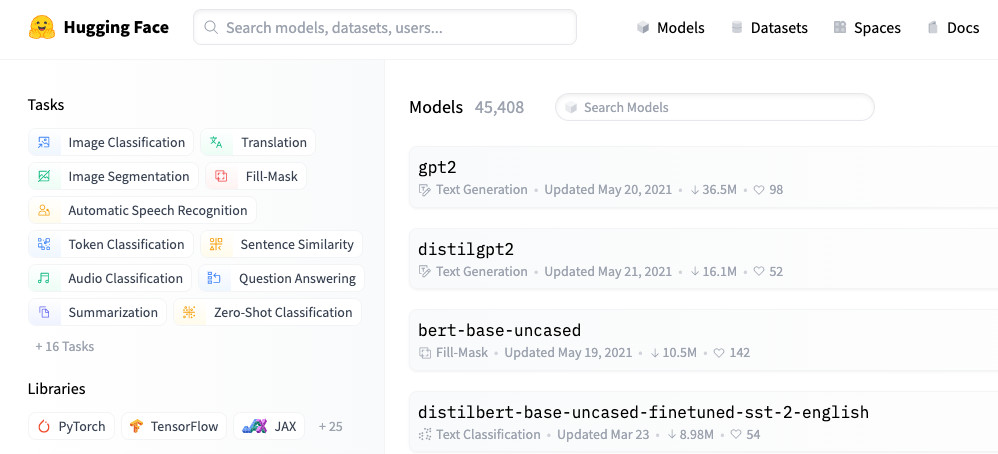 Hugging Face
Search models, datasets, users...
Models
Datasets
Spaces
Docs
Tasks
Image Classification
Translation
Image Segmentation
Fill-Mask
Automatic Speech Recognition
Token Classification
Sentence Similarity
Audio Classification
Question Answering
Summarization
Zero-Shot Classification
+ 16 Tasks
Libraries
PyTorch
TensorFlow
JAX
+ 25
Models 45,408
Search Models
gpt2
Text Generation • Updated May 20, 2021 • ↓ 36.5M • ♡ 98
distilgpt2
Text Generation • Updated May 21, 2021 • ↓ 16.1M • ♡ 52
bert-base-uncased
Fill-Mask • Updated May 19, 2021 • ↓ 10.5M • ♡ 142
distilbert-base-uncased-finetuned-sst-2-english
Text Classification • Updated Mar 23 • ↓ 8.98M • ♡ 54